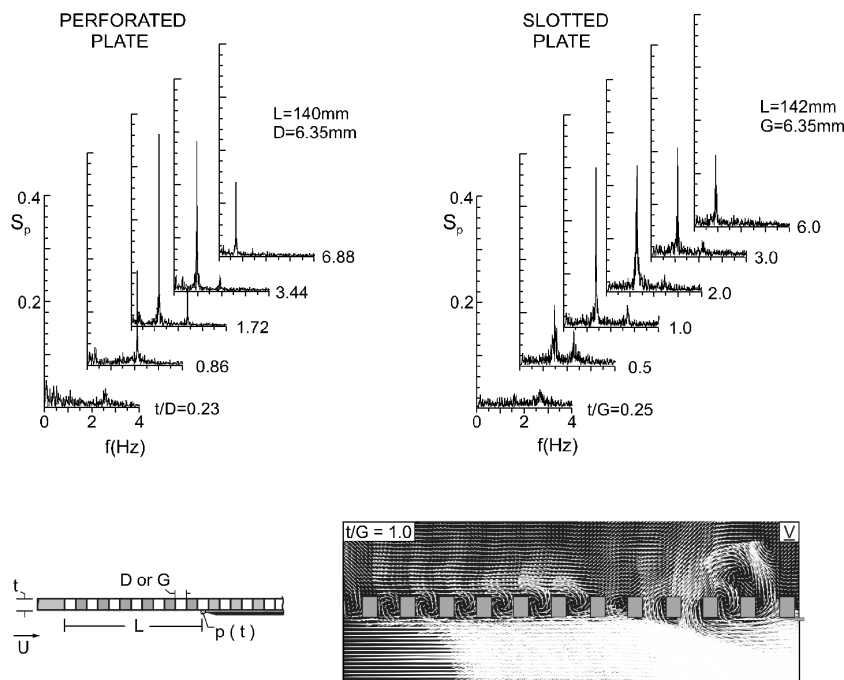 PERFORATED
PLATE
L=140mm
D=6.35mm
0.4
Sp
0.2
6.88
3.44
1.72
0.86
t/D=0.23
0 2 4
f(Hz)
SLOTTED
PLATE
L=142mm
G=6.35mm
0.4
Sp
0.2
6.0
3.0
2.0
1.0
0.5
t/G=0.25
0 2 4
f(Hz)
t
D or G
L
U
p(t)
t/G = 1.0
V